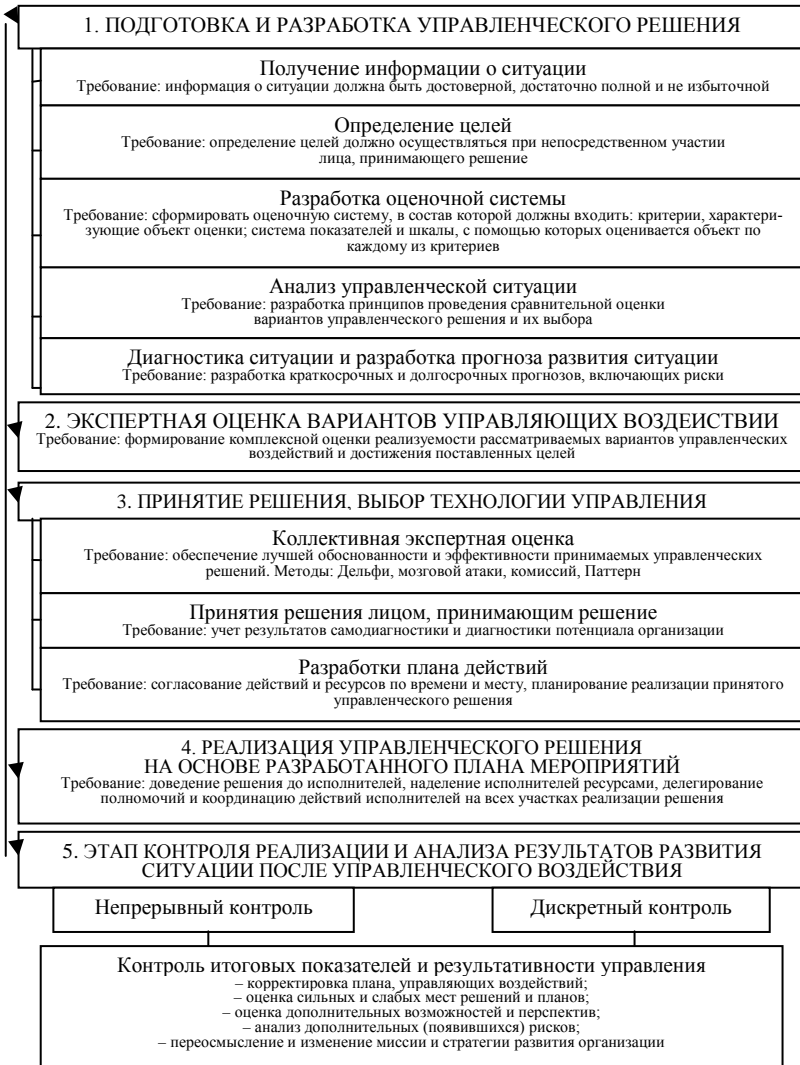 1. ПОДГОТОВКА И РАЗРАБОТКА УПРАВЛЕНЧЕСКОГО РЕШЕНИЯ
Получение информации о ситуации
Требование: информация о ситуации должна быть достоверной, достаточно полной и не избыточной
Определение целей
Требование: определение целей должно осуществляться при непосредственном участии
лица, принимающего решение
Разработка оценочной системы
Требование: сформировать оценочную систему, в состав которой должны входить: критерии, характери-
зующие объект оценки; система показателей и шкалы, с помощью которых оценивается объект по
каждому из критериев
Анализ управленческой ситуации
Требование: разработка принципов проведения сравнительной оценки
вариантов управленческого решения и их выбора
Диагностика ситуации и разработка прогноза развития ситуации
Требование: разработка краткосрочных и долгосрочных прогнозов, включающих риски
2. ЭКСПЕРТНАЯ ОЦЕНКА ВАРИАНТОВ УПРАВЛЯЮЩИХ ВОЗДЕИСТВИИ
Требование: формирование комплексной оценки реализуемости рассматриваемых вариантов управленческих
воздействий и достижения поставленных целей
3. ПРИНЯТИЕ РЕШЕНИЯ, ВЫБОР ТЕХНОЛОГИИ УПРАВЛЕНИЯ
Коллективная экспертная оценка
Требование: обеспечение лучшей обоснованности и эффективности принимаемых управленческих
решений. Методы: Дельфи, мозговой атаки, комиссий, Паттерн
Принятия решения лицом, принимающим решение
Требование: учет результатов самодиагностики и диагностики потенциала организации
Разработки плана действий
Требование: согласование действий и ресурсов по времени и месту, планирование реализации принятого
управленческого решения
4. РЕАЛИЗАЦИЯ УПРАВЛЕНЧЕСКОГО РЕШЕНИЯ
НА ОСНОВЕ РАЗРАБОТАННОГО ПЛАНА МЕРОПРИЯТИЙ
Требование: доведение решения до исполнителей, наделение исполнителей ресурсами, делегирование
полномочий и координацию действий исполнителей на всех участках реализации решения
5. ЭТАП КОНТРОЛЯ РЕАЛИЗАЦИИ И АНАЛИЗА РЕЗУЛЬТАТОВ РАЗВИТИЯ
СИТУАЦИИ ПОСЛЕ УПРАВЛЕНЧЕСКОГО ВОЗДЕЙСТВИЯ
Непрерывный контроль
Дискретный контроль
Контроль итоговых показателей и результативности управления
– корректировка плана, управляющих воздействий;
– оценка сильных и слабых мест решений и планов;
– оценка дополнительных возможностей и перспектив;
– анализ дополнительных (появившихся) рисков;
– переосмысление и изменение миссии и стратегии развития организации